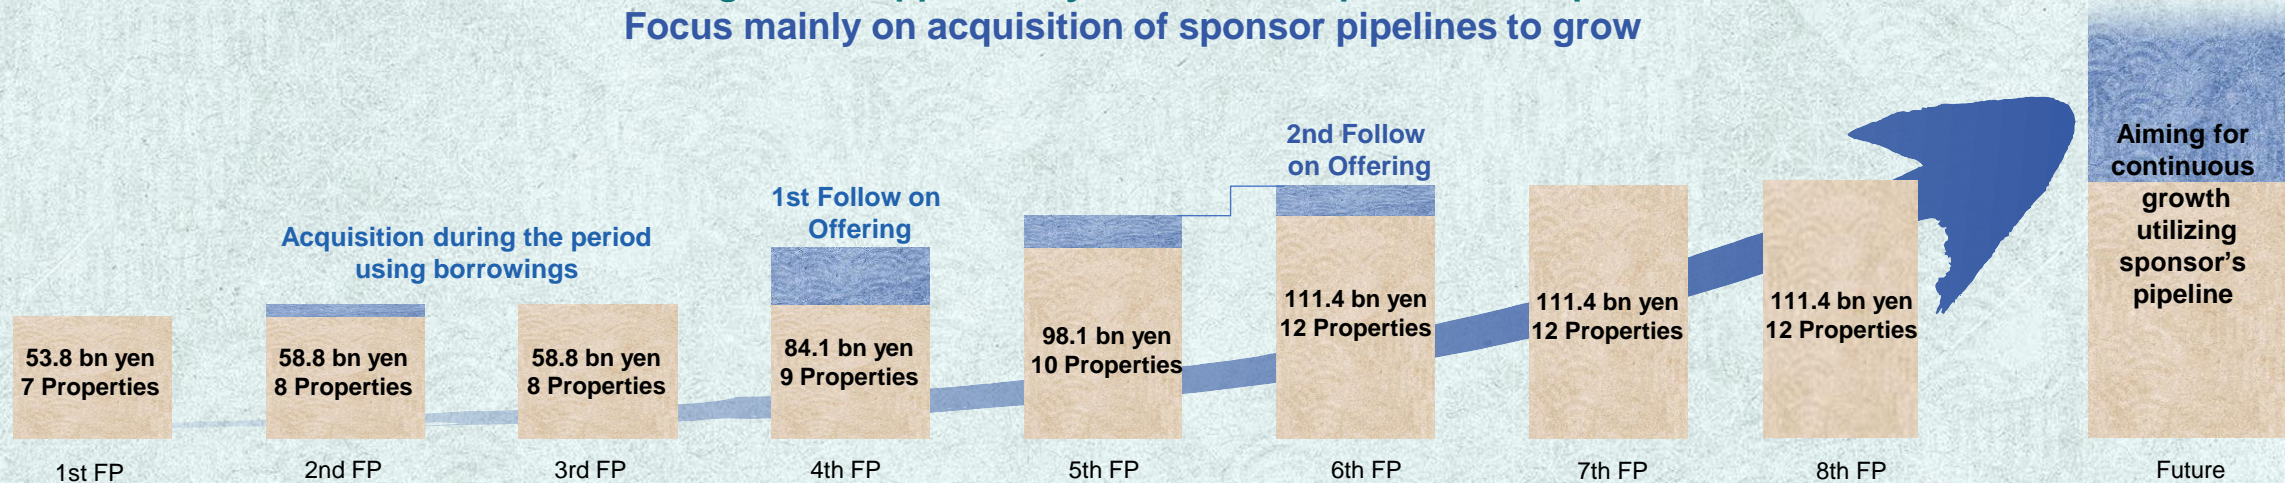 Focus mainly on acquisition of sponsor pipelines to grow
2nd Follow
on Offering
1st Follow on
Offering
Acquisition during the period
using borrowings
Aiming for
continuous
growth
utilizing
sponsor's
pipeline
53.8 bn yen
7 Properties
58.8 bn yen
8 Properties
58.8 bn yen
8 Properties
84.1 bn yen
9 Properties
98.1 bn yen
10 Properties
111.4 bn yen
12 Properties
111.4 bn yen
12 Properties
111.4 bn yen
12 Properties
1st FP
2nd FP
3rd FP
4th FP
5th FP
6th FP
7th FP
8th FP
Future